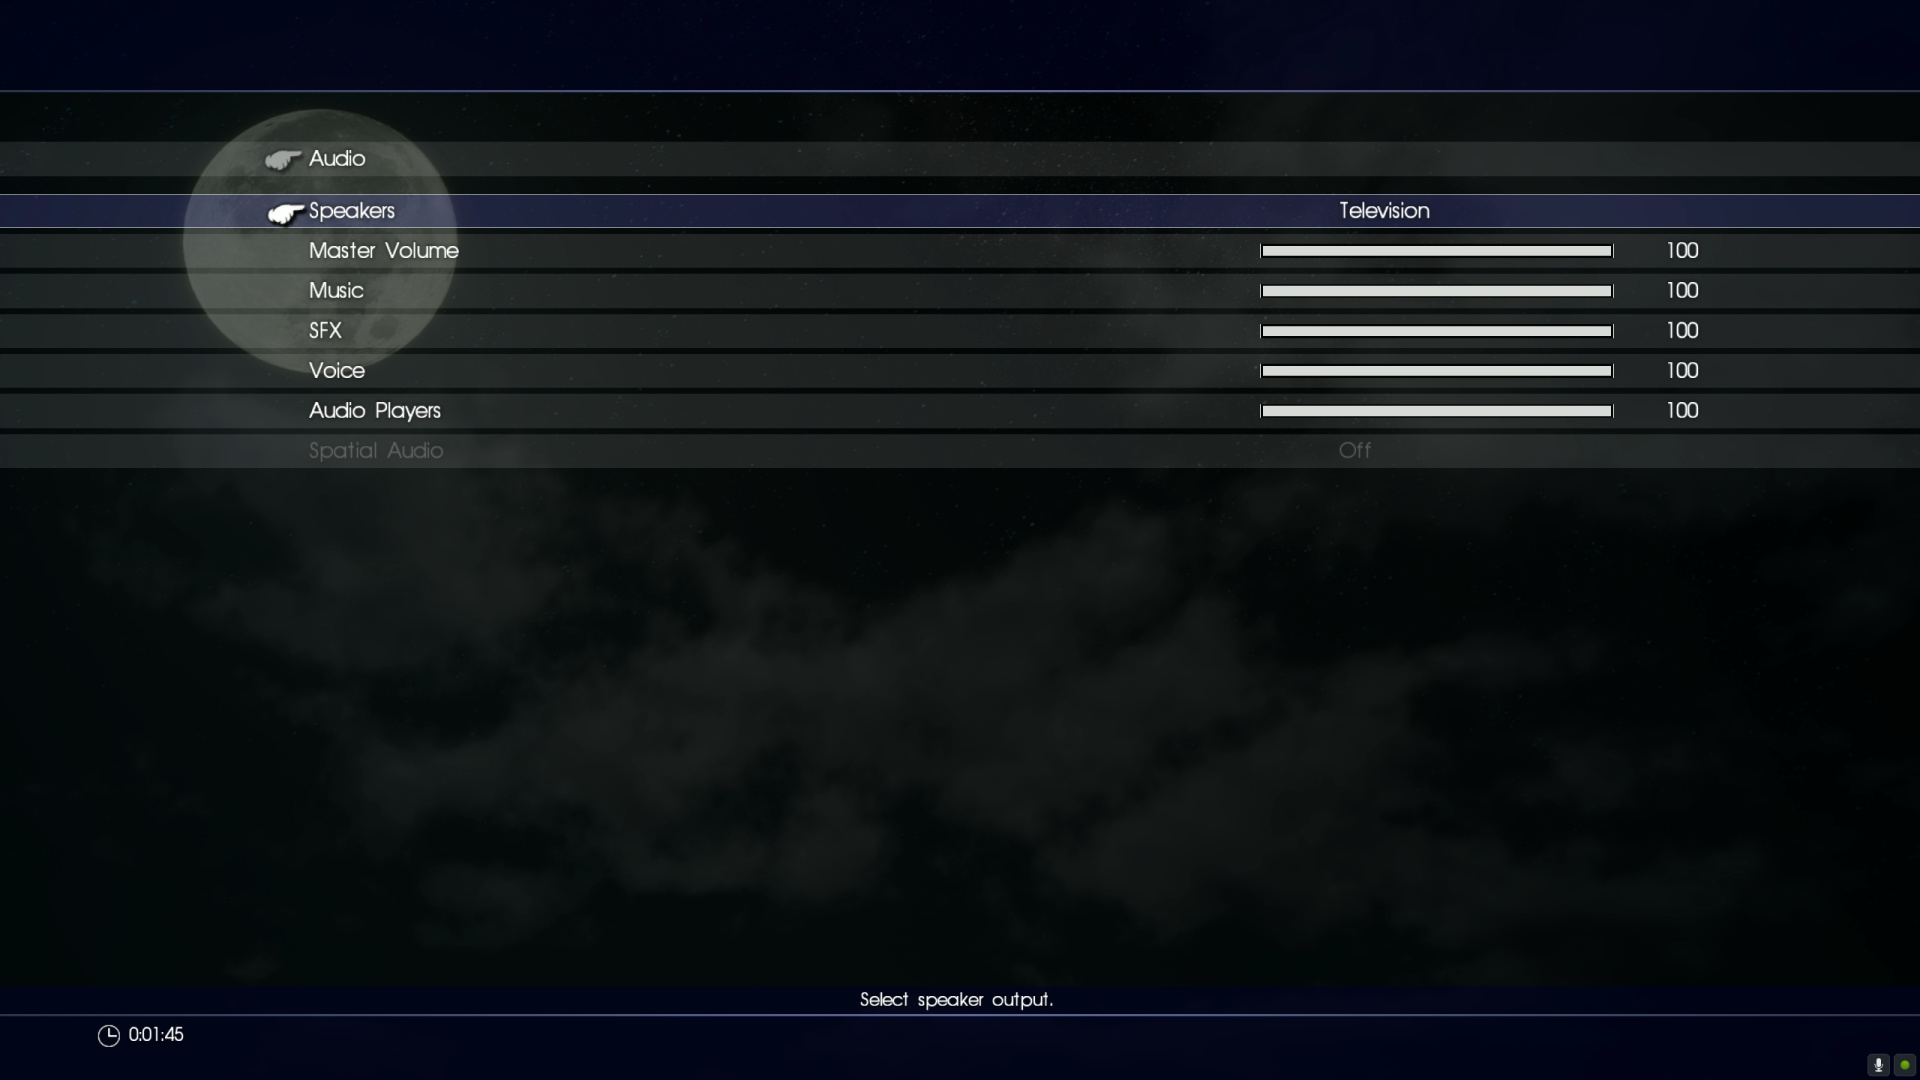 Audio
Speakers Television
Master Volume 100
Music 100
SFX 100
Voice 100
Audio Players 100
Spatial Audio Off
Select speaker output.
0:01:45